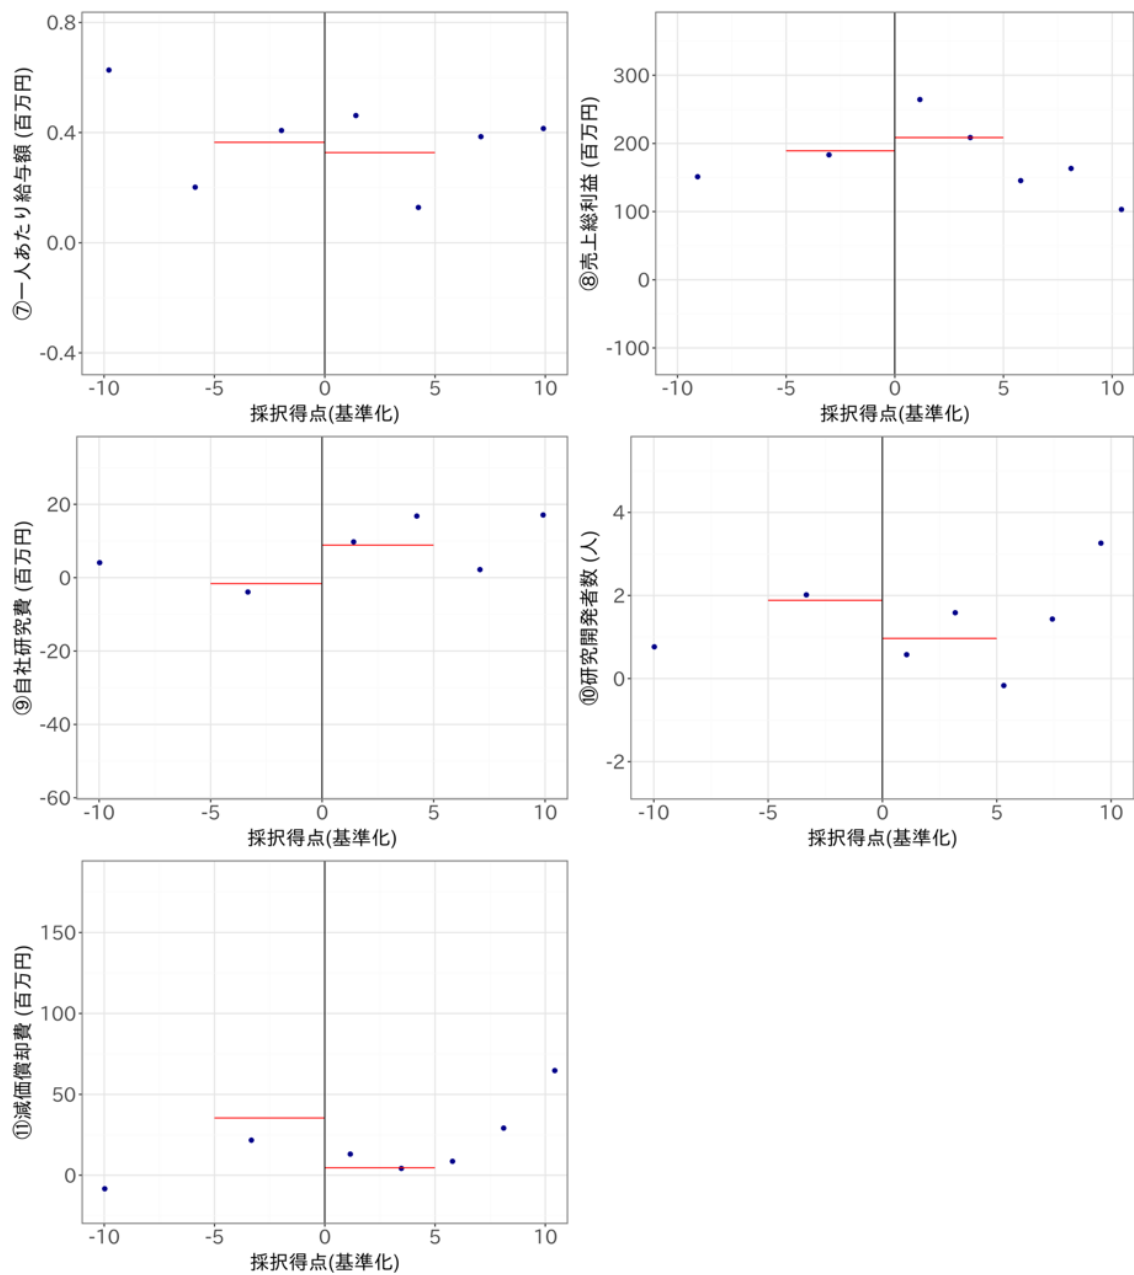 ⑦一人あたり給与額 (百万円)
0.8
0.4
0.0
-0.4
-10 -5 0 5 10
採択得点(基準化)
⑧売上総利益 (百万円)
300
200
100
0
-100
-10 -5 0 5 10
採択得点(基準化)
⑨自社研究費 (百万円)
20
0
-20
-40
-60
-10 -5 0 5 10
採択得点(基準化)
⑩研究開発者数 (人)
4
2
0
-2
-10 -5 0 5 10
採択得点(基準化)
⑪減価償却費 (百万円)
150
100
50
0
-10 -5 0 5 10
採択得点(基準化)